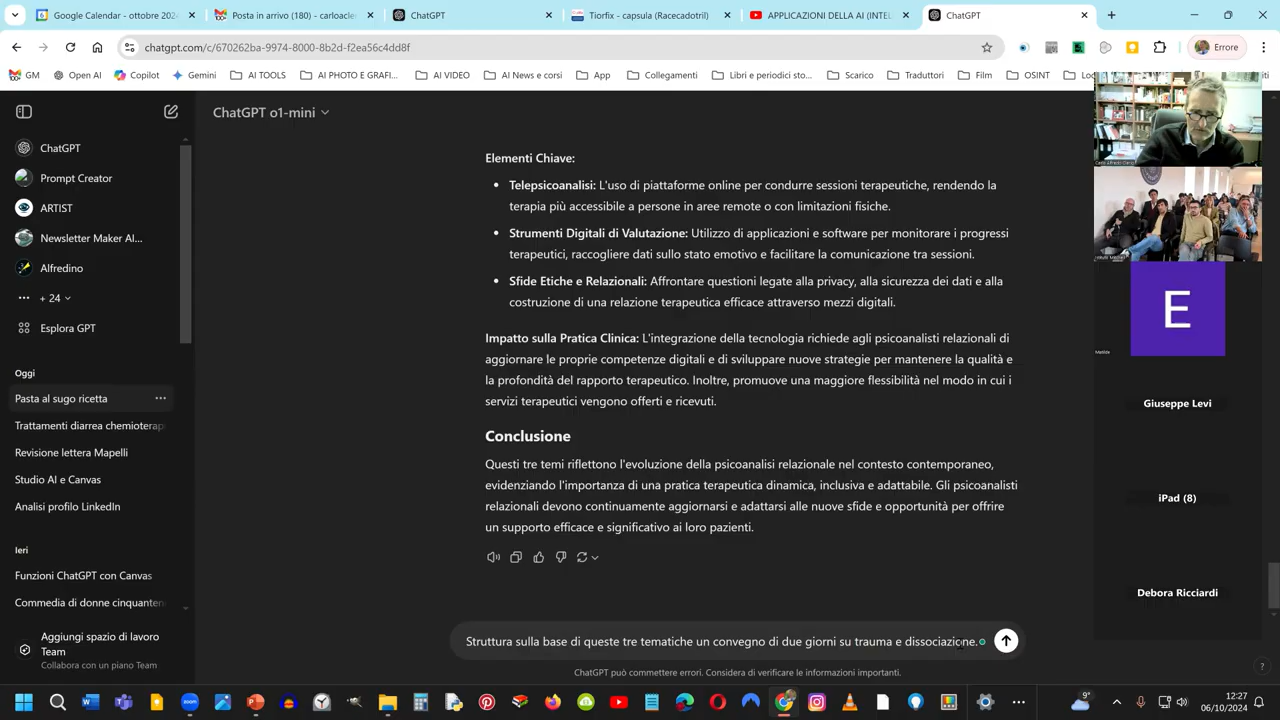 Google Calendar - ottobre 202
Posta in arrivo (180) - carloacle
ChatGPT
Tiorfix - capsula (Racecadotril)
APPLICAZIONI DELLA AI (INTEL
ChatGPT
chatgpt.com/c/670262ba-9974-8000-8b2d-f2ea56c4dd8f
Errore
GM
Open AI
Copilot
Gemini
AI TOOLS
AI PHOTO E GRAFI...
AI VIDEO
AI News e corsi
App
Collegamenti
Libri e periodici sto...
Scarico
Traduttori
Film
OSINT
ChatGPT o1-mini
ChatGPT
Prompt Creator
ARTIST
Newsletter Maker AI...
Alfredino
+ 24
Esplora GPT
Oggi
Pasta al sugo ricetta
Trattamenti diarrea chemioterap
Revisione lettera Mapelli
Studio AI e Canvas
Analisi profilo LinkedIn
Ieri
Funzioni ChatGPT con Canvas
Commedia di donne cinquanten
Aggiungi spazio di lavoro
Team
Collabora con un piano Team
Elementi Chiave:
Telepsicoanalisi: L'uso di piattaforme online per condurre sessioni terapeutiche, rendendo la
terapia più accessibile a persone in aree remote o con limitazioni fisiche.
Strumenti Digitali di Valutazione: Utilizzo di applicazioni e software per monitorare i progressi
terapeutici, raccogliere dati sullo stato emotivo e facilitare la comunicazione tra sessioni.
Sfide Etiche e Relazionali: Affrontare questioni legate alla privacy, alla sicurezza dei dati e alla
costruzione di una relazione terapeutica efficace attraverso mezzi digitali.
Impatto sulla Pratica Clinica: L'integrazione della tecnologia richiede agli psicoanalisti relazionali di
aggiornare le proprie competenze digitali e di sviluppare nuove strategie per mantenere la qualità e
la profondità del rapporto terapeutico. Inoltre, promuove una maggiore flessibilità nel modo in cui i
servizi terapeutici vengono offerti e ricevuti.
Conclusione
Questi tre temi riflettono l'evoluzione della psicoanalisi relazionale nel contesto contemporaneo,
evidenziando l'importanza di una pratica terapeutica dinamica, inclusiva e adattabile. Gli psicoanalisti
relazionali devono continuamente aggiornarsi e adattarsi alle nuove sfide e opportunità per offrire
un supporto efficace e significativo ai loro pazienti.
Struttura sulla base di queste tre tematiche un convegno di due giorni su trauma e dissociazione.
ChatGPT può commettere errori. Considera di verificare le informazioni importanti.
E
Matilde
Giuseppe Levi
iPad (8)
Debora Ricciardi
?
9°
12:27
06/10/2024